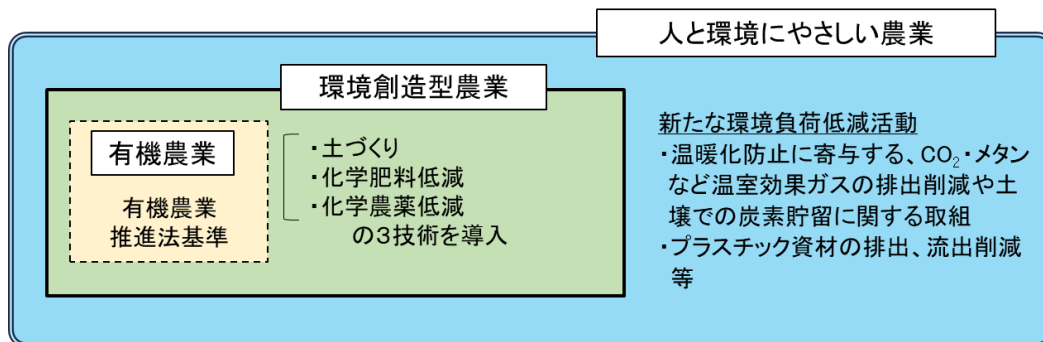 人と環境にやさしい農業
環境創造型農業
有機農業
有機農業
推進法基準
・土づくり
・化学肥料低減
・化学農薬低減
の3技術を導入
新たな環境負荷低減活動
・温暖化防止に寄与する、CO₂・メタン
など温室効果ガスの排出削減や土
壌での炭素貯留に関する取組
・プラスチック資材の排出、流出削減
等